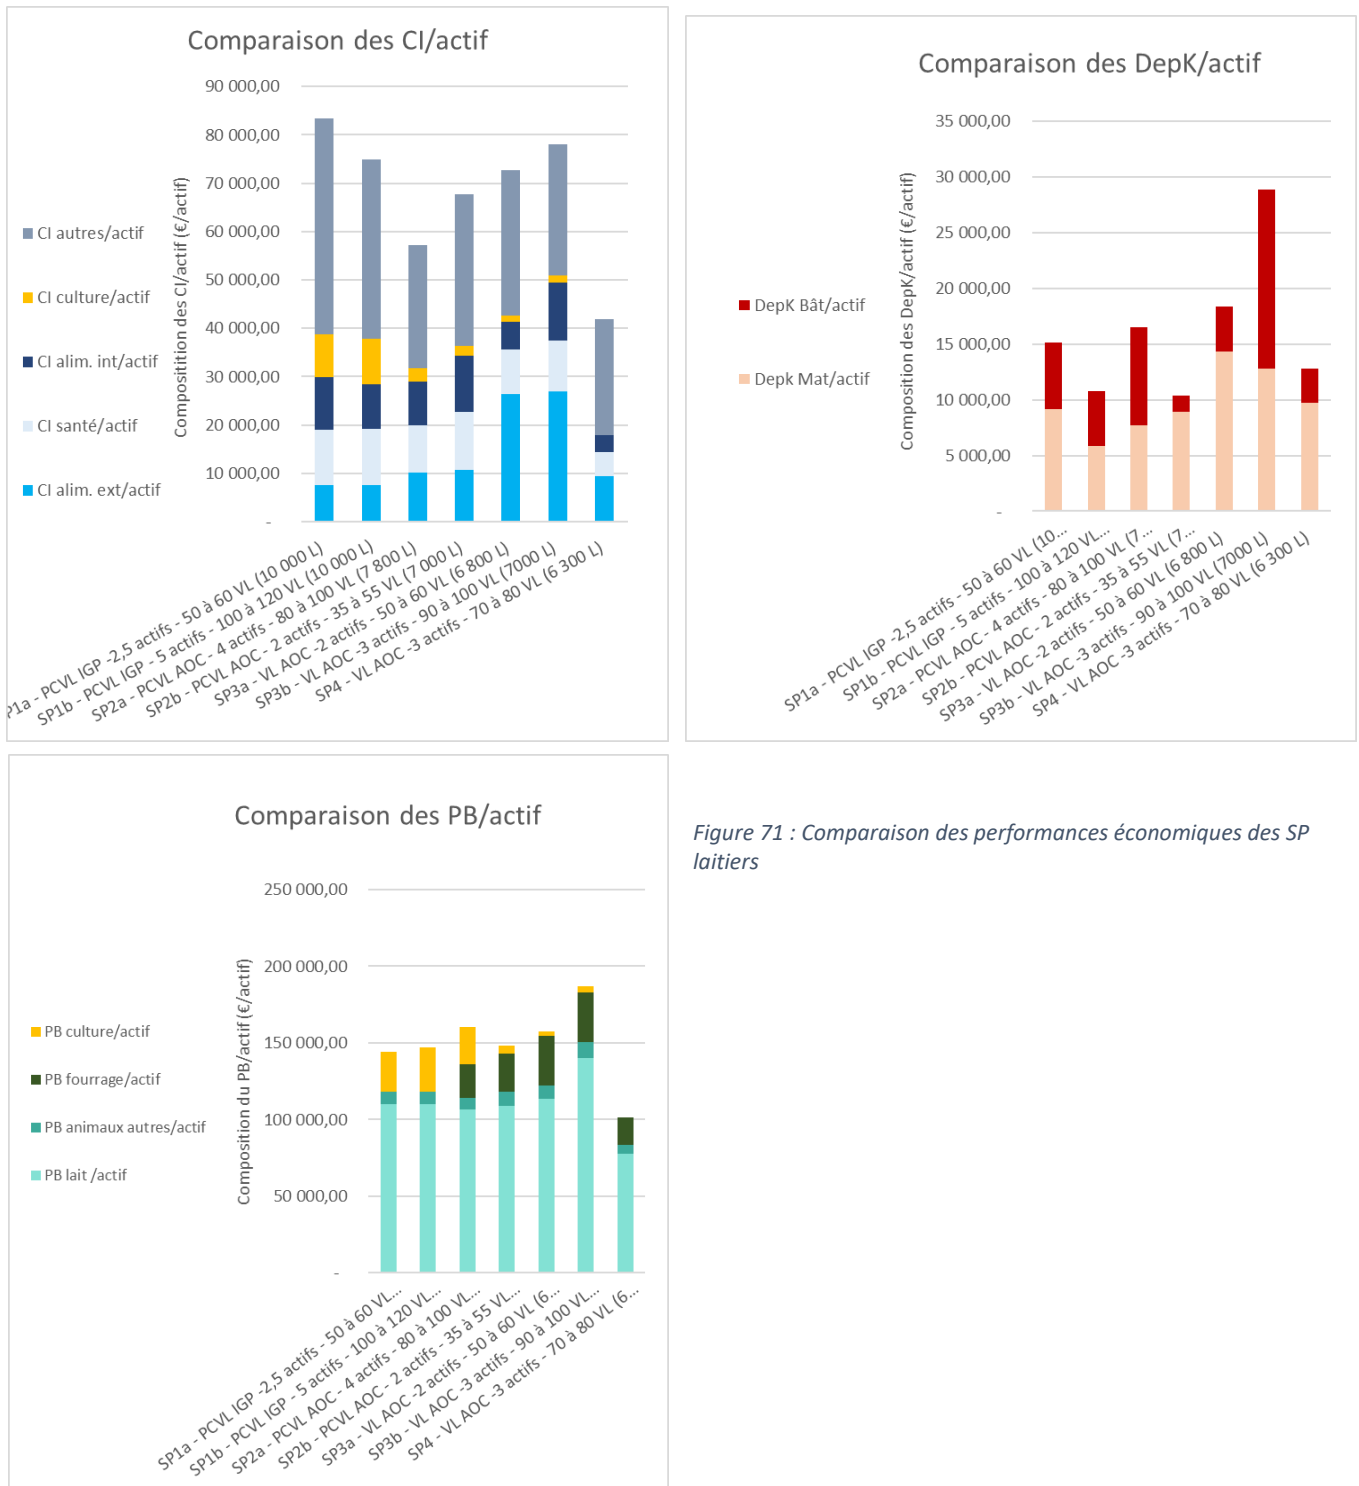 Comparaison des CI/actif
Composititon des CI/actif (€/actif)
90 000,00
80 000,00
70 000,00
60 000,00
50 000,00
40 000,00
30 000,00
20 000,00
10 000,00
-
CI autres/actif
CI culture/actif
CI alim. int/actif
CI santé/actif
CI alim. ext/actif
SP1a - PCVL IGP -2,5 actifs - 50 à 60 VL (10 000 L)
SP1b - PCVL IGP - 5 actifs - 100 à 120 VL (10 000 L)
SP2a - PCVL AOC - 4 actifs - 80 à 100 VL (7 800 L)
SP2b - PCVL AOC - 2 actifs - 35 à 55 VL (7 000 L)
SP3a - VL AOC -2 actifs - 50 à 60 VL (6 800 L)
SP3b - VL AOC -3 actifs - 90 à 100 VL (7000 L)
SP4 - VL AOC -3 actifs - 70 à 80 VL (6 300 L)
Comparaison des DepK/actif
Composition des DepK/actif (€/actif)
35 000,00
30 000,00
25 000,00
20 000,00
15 000,00
10 000,00
5 000,00
-
DepK Bât/actif
Depk Mat/actif
SP1a - PCVL IGP -2,5 actifs - 50 à 60 VL (10...
SP1b - PCVL IGP - 5 actifs - 100 à 120 VL...
SP2a - PCVL AOC - 4 actifs - 80 à 100 VL (7...
SP2b - PCVL AOC - 2 actifs - 35 à 55 VL (7...
SP3a - VL AOC -2 actifs - 50 à 60 VL (6 800 L)
SP3b - VL AOC -3 actifs - 90 à 100 VL (7000 L)
SP4 - VL AOC -3 actifs - 70 à 80 VL (6 300 L)
Comparaison des PB/actif
Composition du PB/actif (€/actif)
250 000,00
200 000,00
150 000,00
100 000,00
50 000,00
-
PB culture/actif
PB fourrage/actif
PB animaux autres/actif
PB lait /actif
SP1a - PCVL IGP -2,5 actifs - 50 à 60 VL...
SP1b - PCVL IGP - 5 actifs - 100 à 120 VL...
SP2a - PCVL AOC - 4 actifs - 80 à 100 VL...
SP2b - PCVL AOC - 2 actifs - 35 à 55 VL...
SP3a - VL AOC -2 actifs - 50 à 60 VL (6...
SP3b - VL AOC -3 actifs - 90 à 100 VL...
SP4 - VL AOC -3 actifs - 70 à 80 VL (6...
Figure 71 : Comparaison des performances économiques des SP
laitiers